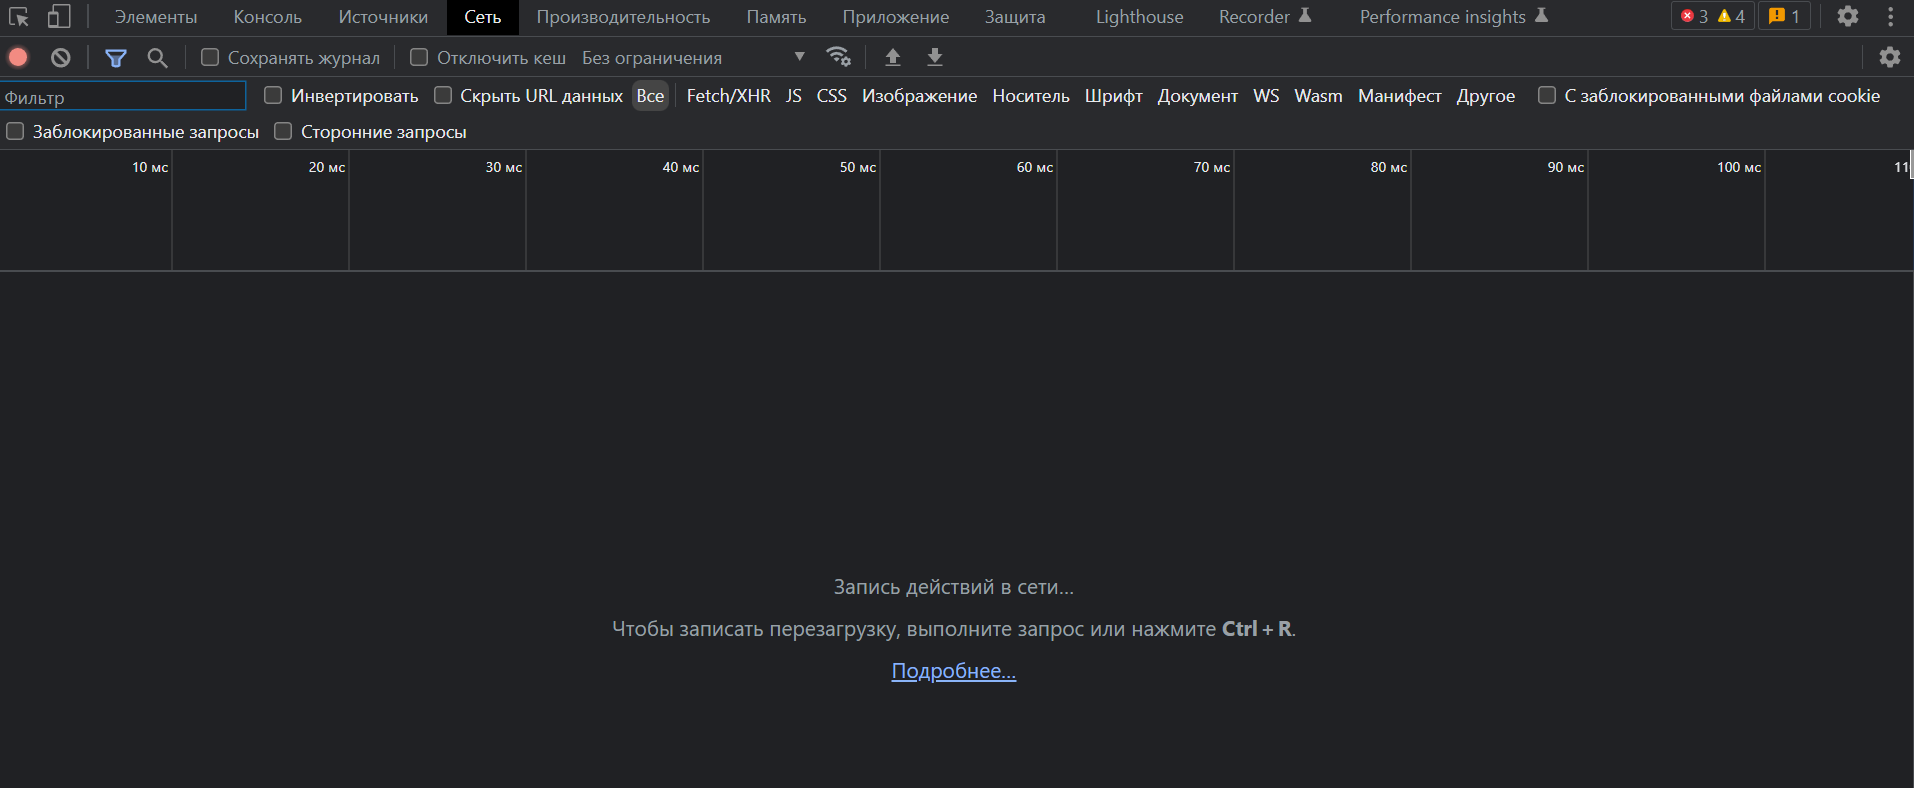 Элементы Консоль Источники Сеть Производительность Память Приложение Защита Lighthouse Recorder Performance insights 3 4 1
Сохранять журнал Отключить кеш Без ограничения
Фильтр Инвертировать Скрыть URL данных Все Fetch/XHR JS CSS Изображение Носитель Шрифт Документ WS Wasm Манифест Другое С заблокированными файлами cookie
Заблокированные запросы Сторонние запросы
10 мс 20 мс 30 мс 40 мс 50 мс 60 мс 70 мс 80 мс 90 мс 100 мс 11
Запись действий в сети...
Чтобы записать перезагрузку, выполните запрос или нажмите Ctrl + R.
Подробнее...